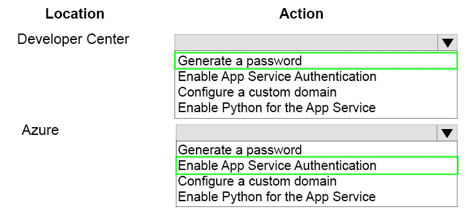 Location Action
Developer Center
Generate a password
Enable App Service Authentication
Configure a custom domain
Enable Python for the App Service
Azure
Generate a password
Enable App Service Authentication
Configure a custom domain
Enable Python for the App Service